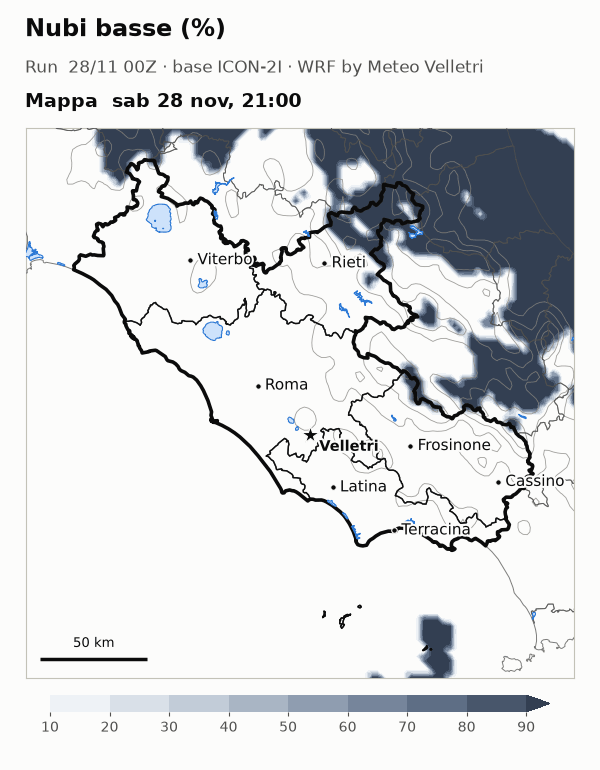 Nubi basse (%)
Run  28/11 00Z · base ICON-2I · WRF by Meteo Velletri
Mappa  sab 28 nov, 21:00
Viterbo
Rieti
Roma
Velletri
Frosinone
Cassino
Latina
Terracina
50 km
10 20 30 40 50 60 70 80 90